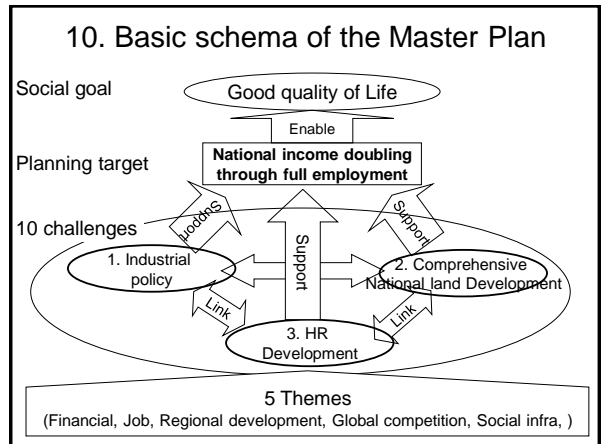 10. Basic schema of the Master Plan
Social goal
Good quality of Life
Enable
Planning target
National income doubling
through full employment
Support
Support
10 challenges
Support
1. Industrial
policy
2. Comprehensive
National land Development
Link
Link
3. HR
Development
5 Themes
(Financial, Job, Regional development, Global competition, Social infra, )